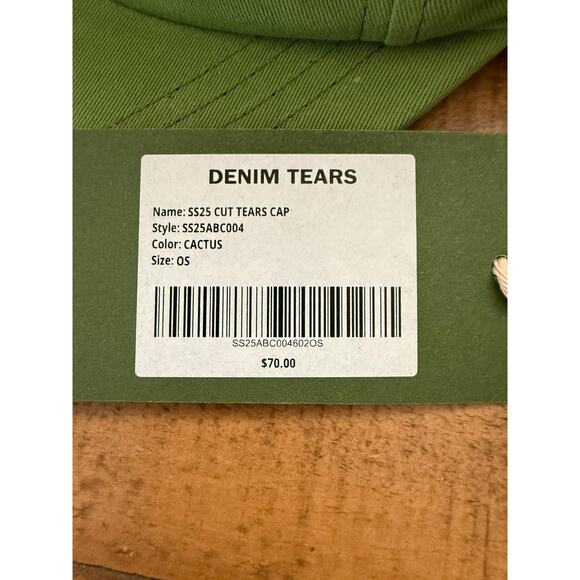 DENIM TEARS
Name: SS25 CUT TEARS CAP
Style: SS25ABC004
Color: CACTUS
Size: OS
SS25ABC004602OS
$70.00